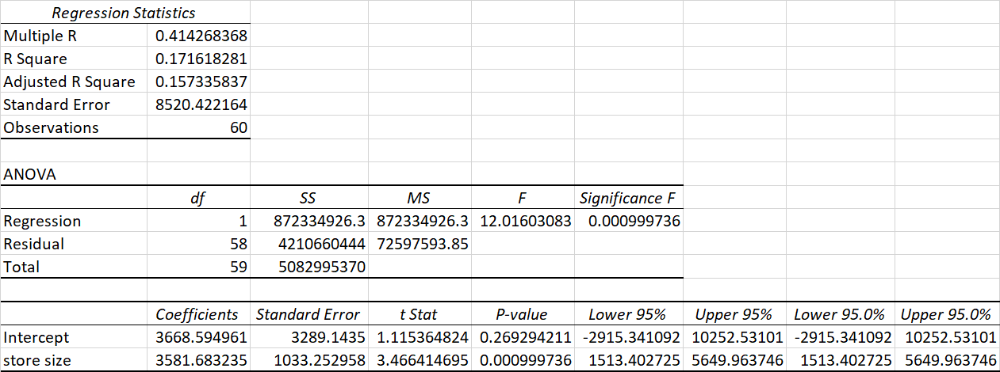 Regression Statistics
Multiple R 0.414268368
R Square 0.171618281
Adjusted R Square 0.157335837
Standard Error 8520.422164
Observations 60
ANOVA
df SS MS F Significance F
Regression 1 872334926.3 872334926.3 12.01603083 0.000999736
Residual 58 4210660444 72597593.85
Total 59 5082995370
Coefficients Standard Error t Stat P-value Lower 95% Upper 95% Lower 95.0% Upper 95.0%
Intercept 3668.594961 3289.1435 1.115364824 0.269294211 -2915.341092 10252.53101 -2915.341092 10252.53101
store size 3581.683235 1033.252958 3.466414695 0.000999736 1513.402725 5649.963746 1513.402725 5649.963746